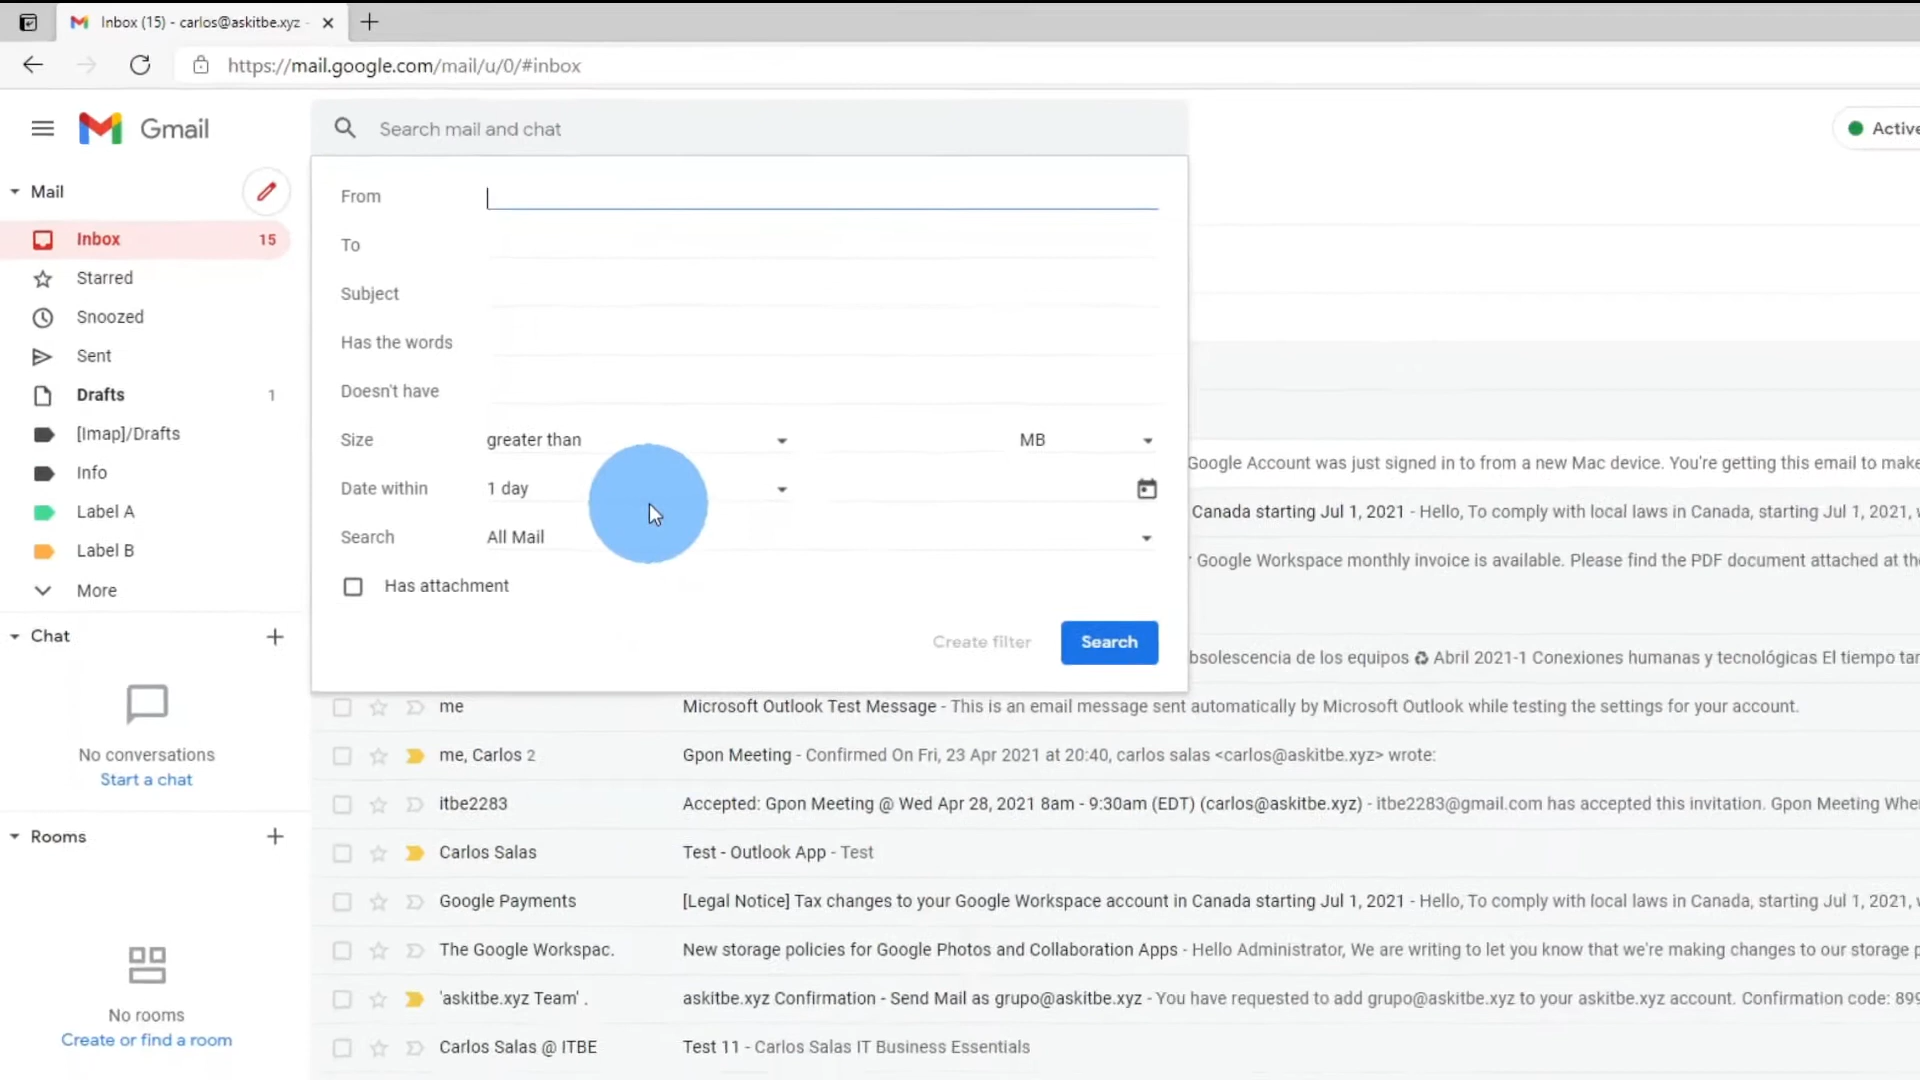 Inbox (15) - carlos@askitbe.xyz -
https://mail.google.com/mail/u/0/#inbox
Gmail
Search mail and chat
Active
Mail
Inbox 15
Starred
Snoozed
Sent
Drafts 1
[Imap]/Drafts
Info
Label A
Label B
More
Chat
No conversations
Start a chat
Rooms
No rooms
Create or find a room
From
To
Subject
Has the words
Doesn't have
Size greater than MB
Date within 1 day
Search All Mail
Has attachment
Create filter Search
Google Account was just signed in to from a new Mac device. You're getting this email to make
Canada starting Jul 1, 2021 - Hello, To comply with local laws in Canada, starting Jul 1, 2021,
Google Workspace monthly invoice is available. Please find the PDF document attached at the
bsolescencia de los equipos ♻ Abril 2021-1 Conexiones humanas y tecnológicas El tiempo
me Microsoft Outlook Test Message - This is an email message sent automatically by Microsoft Outlook while testing the settings for your account.
me, Carlos 2 Gpon Meeting - Confirmed On Fri, 23 Apr 2021 at 20:40, carlos salas <carlos@askitbe.xyz> wrote:
itbe2283 Accepted: Gpon Meeting @ Wed Apr 28, 2021 8am - 9:30am (EDT) (carlos@askitbe.xyz) - itbe2283@gmail.com has accepted this invitation. Gpon Meeting Whe
Carlos Salas Test - Outlook App - Test
Google Payments [Legal Notice] Tax changes to your Google Workspace account in Canada starting Jul 1, 2021 - Hello, To comply with local laws in Canada, starting Jul 1, 2021,
The Google Workspac. New storage policies for Google Photos and Collaboration Apps - Hello Administrator, We are writing to let you know that we're making changes to our storage p
'askitbe.xyz Team' . askitbe.xyz Confirmation - Send Mail as grupo@askitbe.xyz - You have requested to add grupo@askitbe.xyz to your askitbe.xyz account. Confirmation code: 899
Carlos Salas @ ITBE Test 11 - Carlos Salas IT Business Essentials